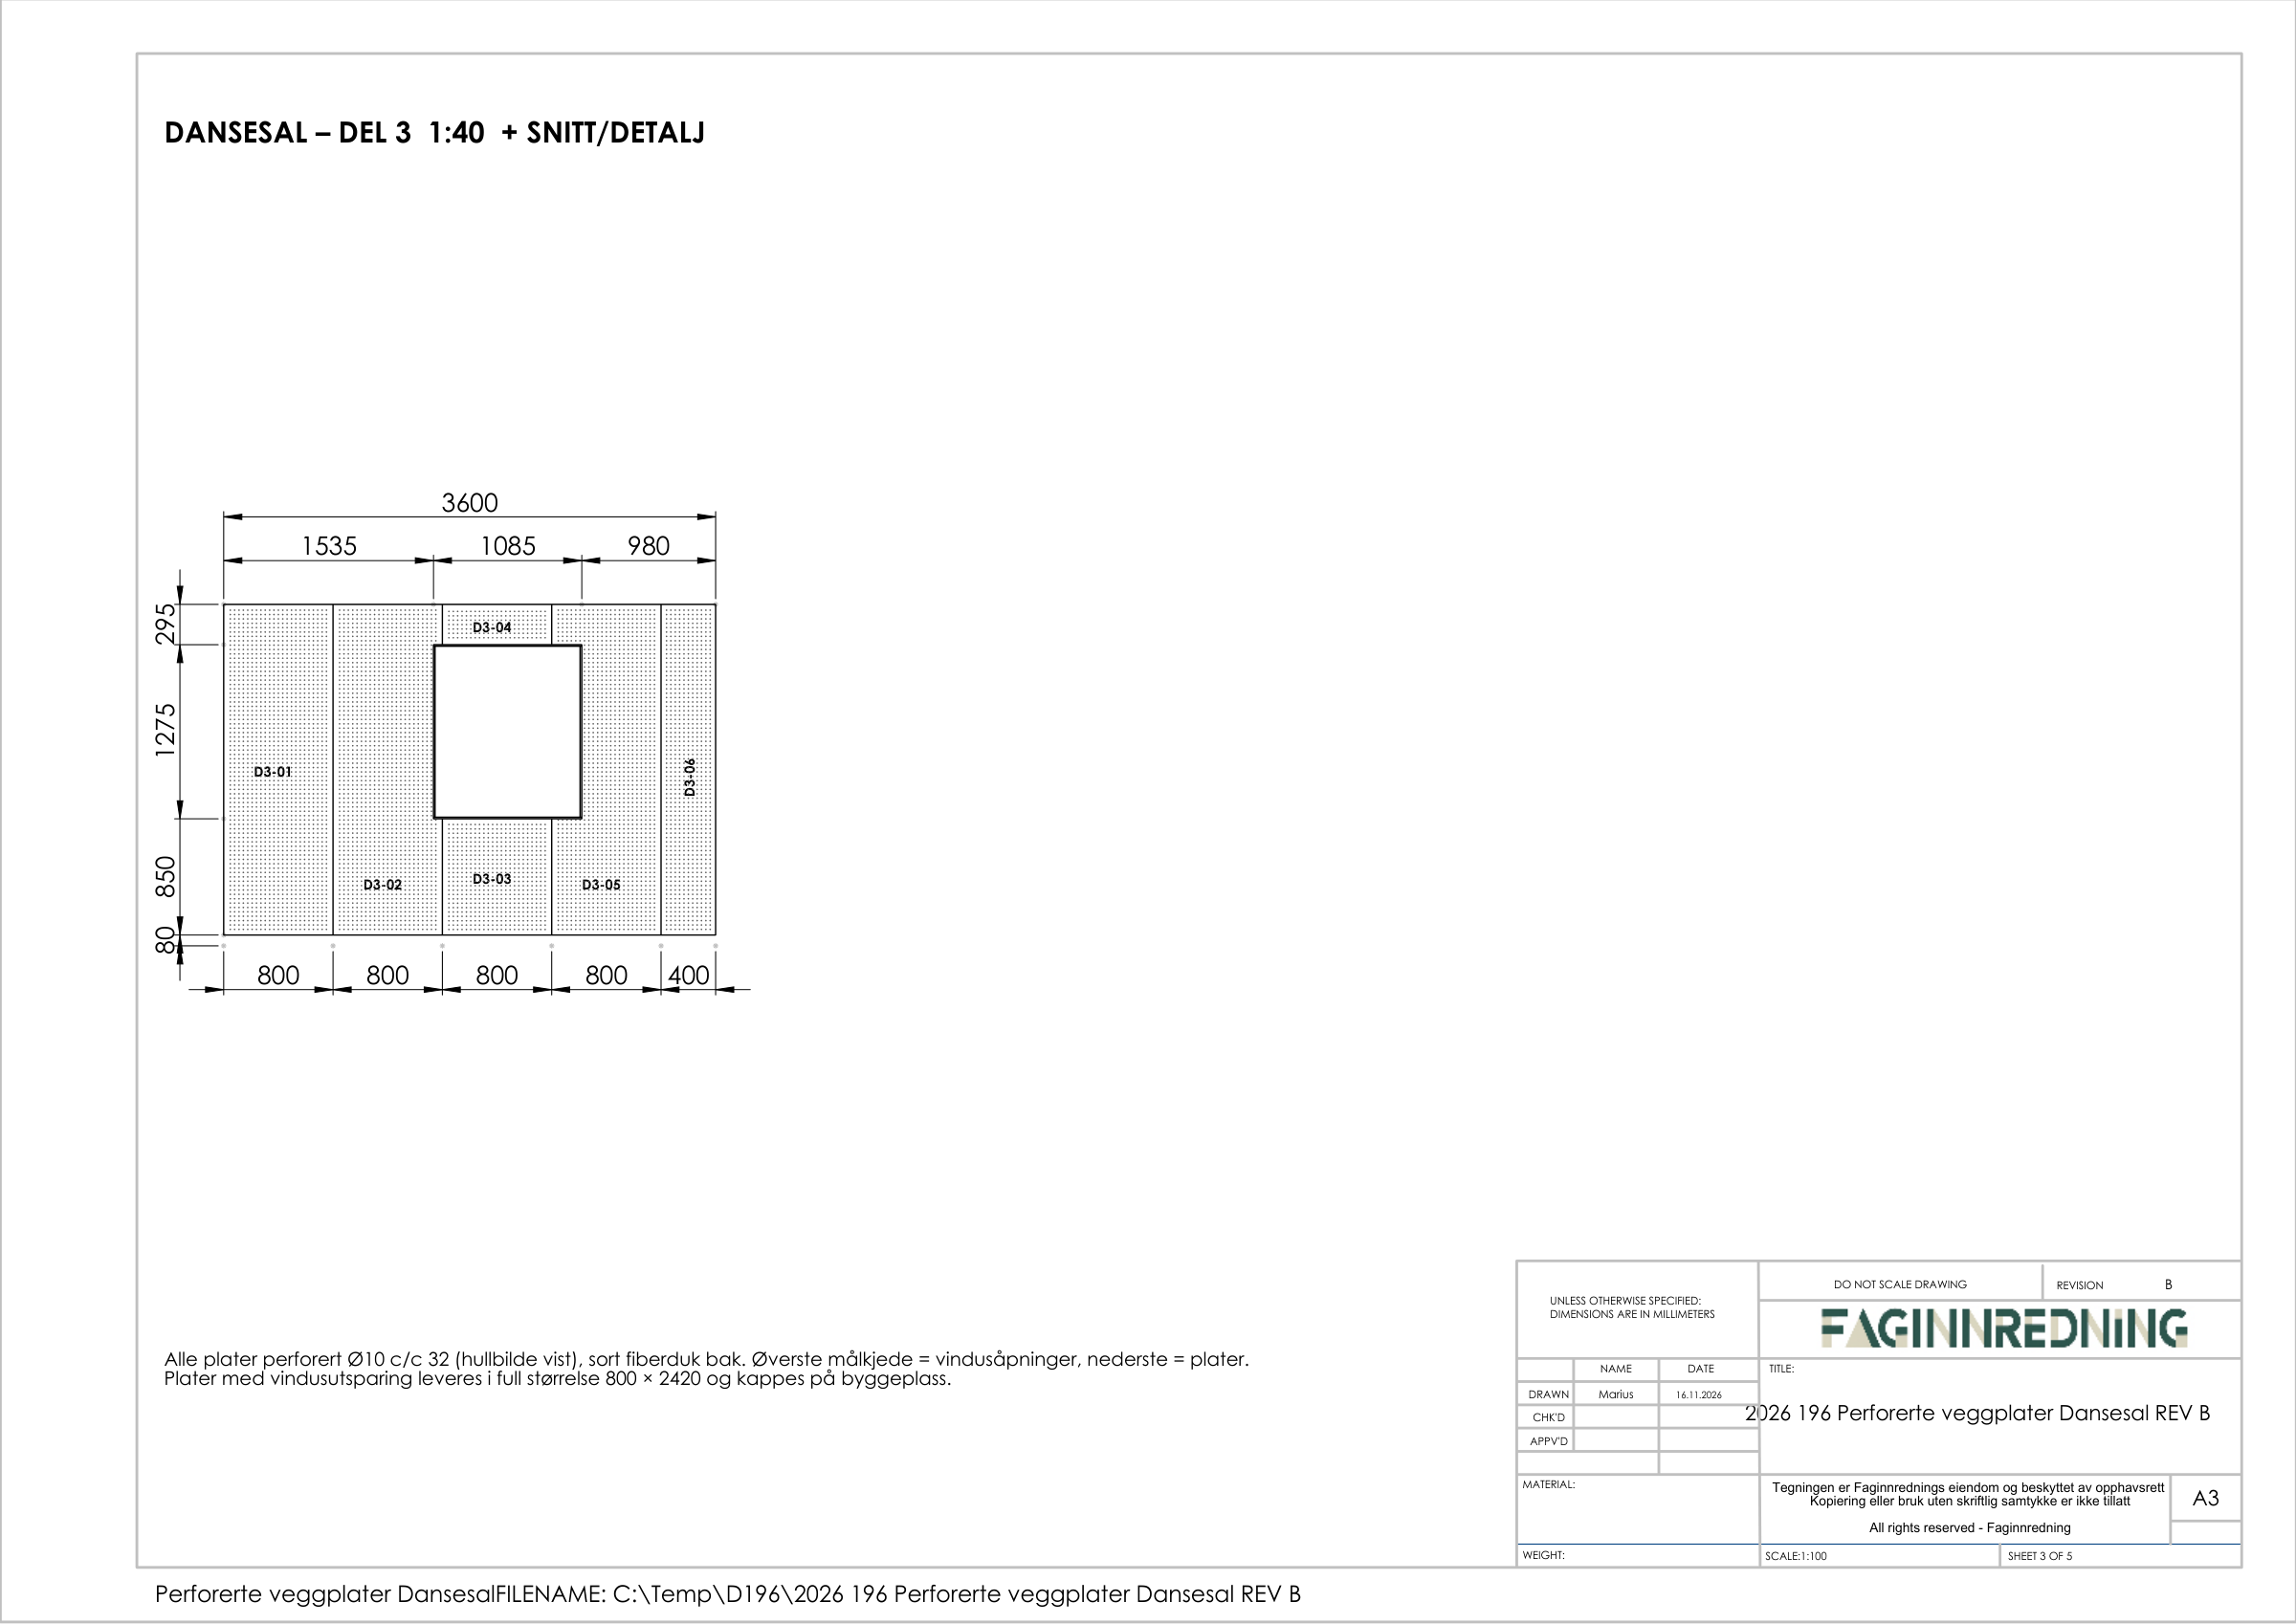 DANSESAL – DEL 3 1:40 + SNITT/DETALJ
3600
1535 1085 980
295
1275
850
80
D3-04
D3-01
D3-06
D3-02 D3-03 D3-05
800 800 800 800 400
Alle plater perforert Ø10 c/c 32 (hullbilde vist), sort fiberduk bak. Øverste målkjede = vindusåpninger, nederste = plater.
Plater med vindusutsparing leveres i full størrelse 800 × 2420 og kappes på byggeplass.
UNLESS OTHERWISE SPECIFIED:
DIMENSIONS ARE IN MILLIMETERS
DO NOT SCALE DRAWING
REVISION B
FAGINNREDNING
NAME DATE
DRAWN Marius 16.11.2026
CHK'D
APPV'D
TITLE:
2026 196 Perforerte veggplater Dansesal REV B
MATERIAL:
Tegningen er Faginnrednings eiendom og beskyttet av opphavsrett
Kopiering eller bruk uten skriftlig samtykke er ikke tillatt
All rights reserved - Faginnredning
A3
WEIGHT:
SCALE:1:100
SHEET 3 OF 5
Perforerte veggplater DansesalFILENAME: C:\Temp\D196\2026 196 Perforerte veggplater Dansesal REV B